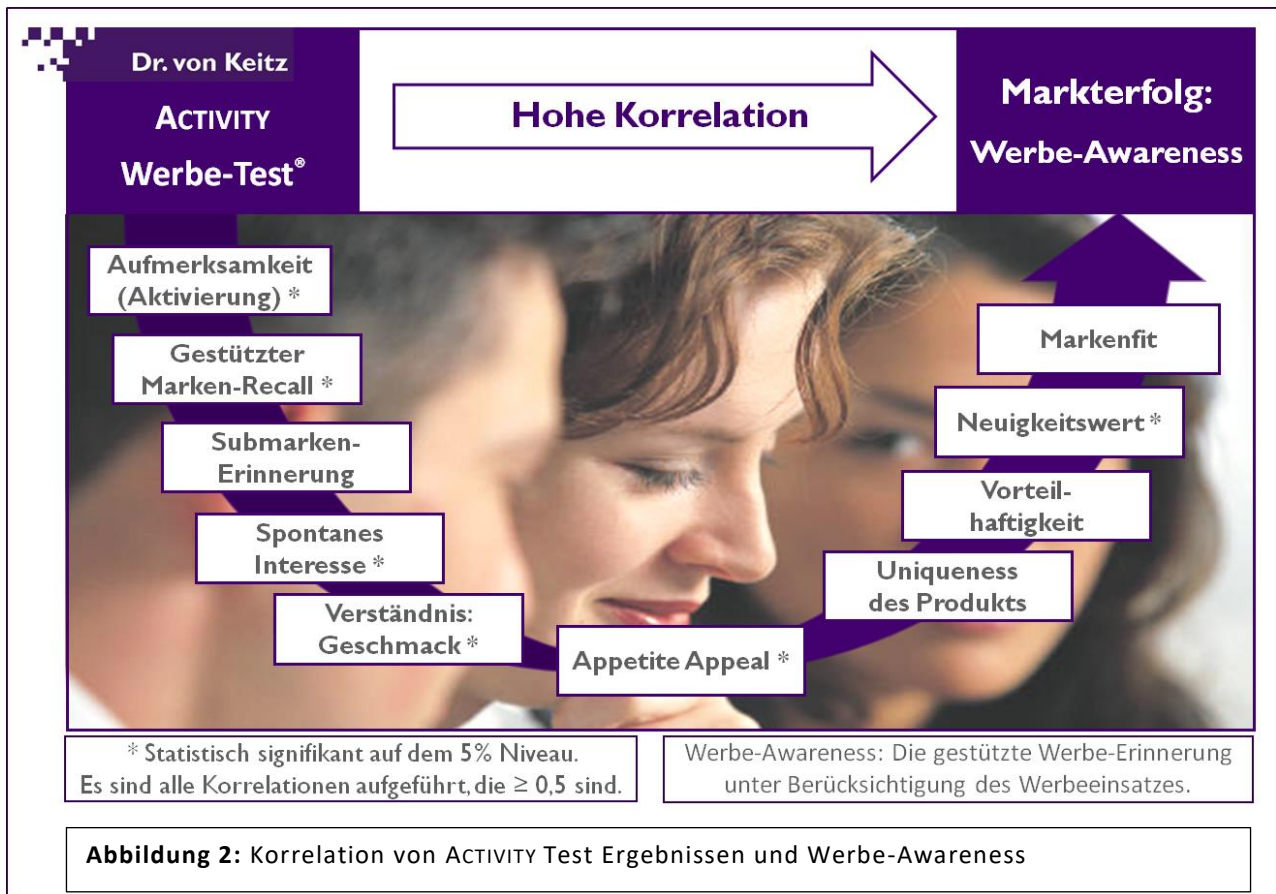 Dr. von Keitz
ACTIVITY
Werbe-Test®
Hohe Korrelation
Markterfolg:
Werbe-Awareness
Aufmerksamkeit
(Aktivierung) *
Gestützter
Marken-Recall *
Submarken-
Erinnerung
Spontanes
Interesse *
Verständnis:
Geschmack *
Appetite Appeal *
Uniqueness
des Produkts
Vorteil-
haftigkeit
Neuigkeitswert *
Markenfit
* Statistisch signifikant auf dem 5% Niveau.
Es sind alle Korrelationen aufgeführt, die ≥ 0,5 sind.
Werbe-Awareness: Die gestützte Werbe-Erinnerung
unter Berücksichtigung des Werbeeinsatzes.
Abbildung 2: Korrelation von ACTIVITY Test Ergebnissen und Werbe-Awareness